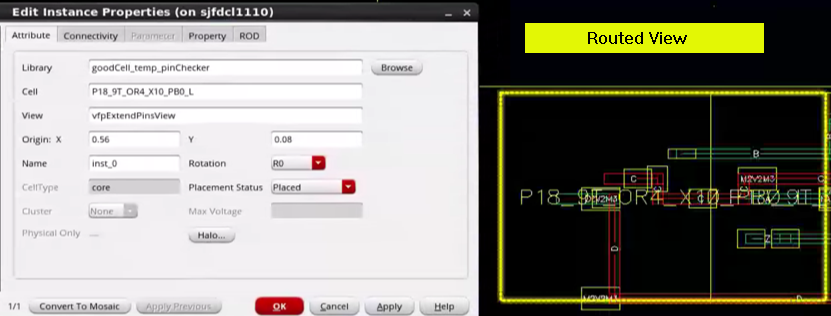 Edit Instance Properties (on sjfdcl1110)
Attribute Connectivity Parameter Property ROD
Library goodCell_temp_pinChecker Browse
Cell P18_9T_OR4_X10_PB0_L
View vfpExtendPinsView
Origin: X 0.56 Y 0.08
Name inst_0 Rotation R0
CellType core Placement Status Placed
Cluster None Max Voltage
Physical Only Halo...
1/1 Convert To Mosaic Apply Previous OK Cancel Apply Help
Routed View
B
C M2V2M3 C
C
P18_9T_OR4_X10_P
C
D
Z
M2V2M3 D